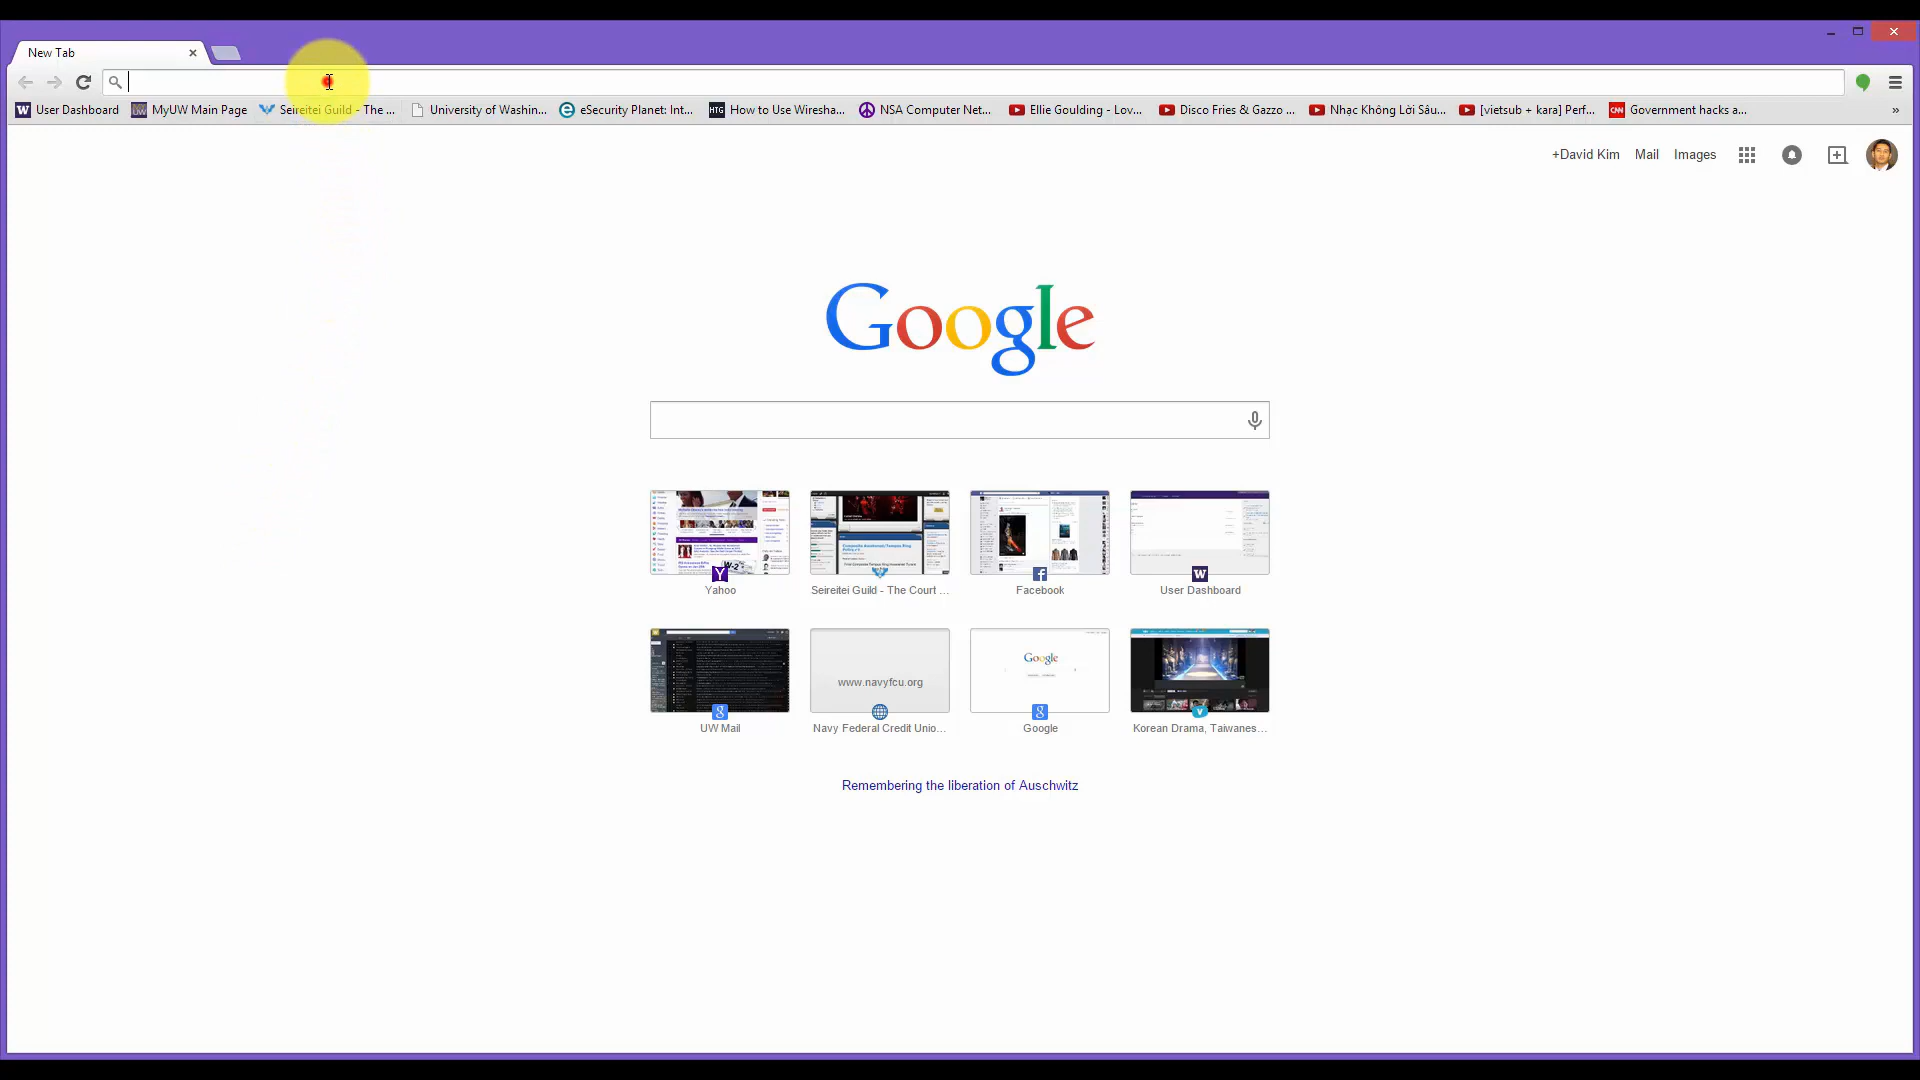 New Tab
User Dashboard
MyUW Main Page
Seireitei Guild - The ...
University of Washin...
eSecurity Planet: Int...
How to Use Wiresha...
NSA Computer Net...
Ellie Goulding - Lov...
Disco Fries & Gazzo ...
Nhạc Không Lời Sâu...
[vietsub + kara] Perf...
Government hacks a...
»
+David Kim Mail Images
Google
Yahoo
Seireitei Guild - The Court ...
Facebook
User Dashboard
www.navyfcu.org
Google
UW Mail
Navy Federal Credit Unio...
Google
Korean Drama, Taiwanes...
Remembering the liberation of Auschwitz